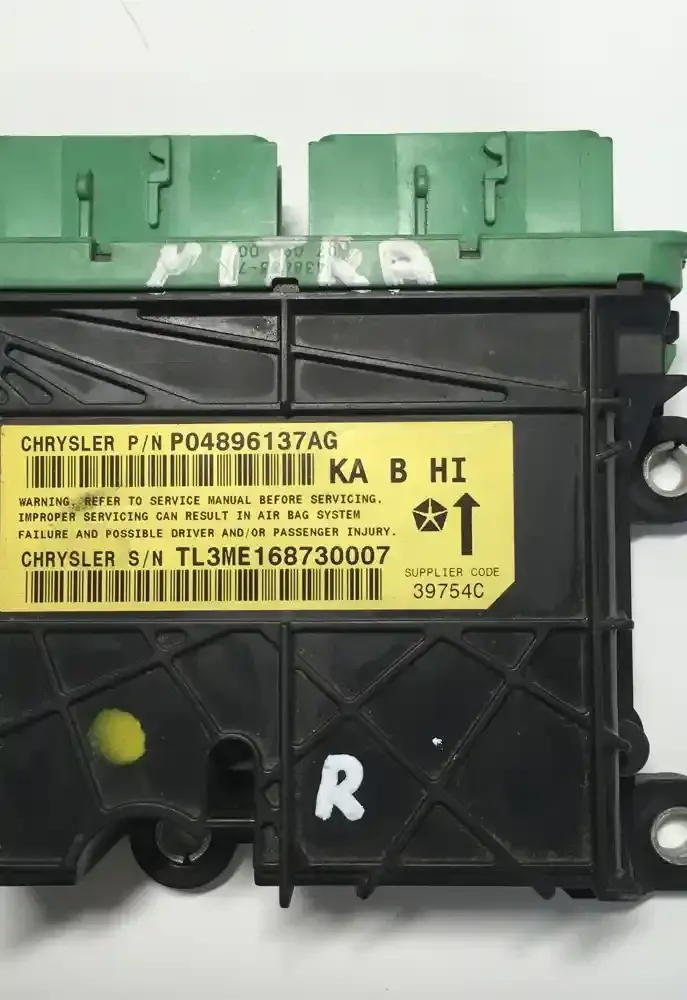 PITKA
CHRYSLER P/N P04896137AG
KA B HI
WARNING. REFER TO SERVICE MANUAL BEFORE SERVICING.
IMPROPER SERVICING CAN RESULT IN AIR BAG SYSTEM
FAILURE AND POSSIBLE DRIVER AND/OR PASSENGER INJURY.
CHRYSLER S/N TL3ME168730007
SUPPLIER CODE
39754C
R